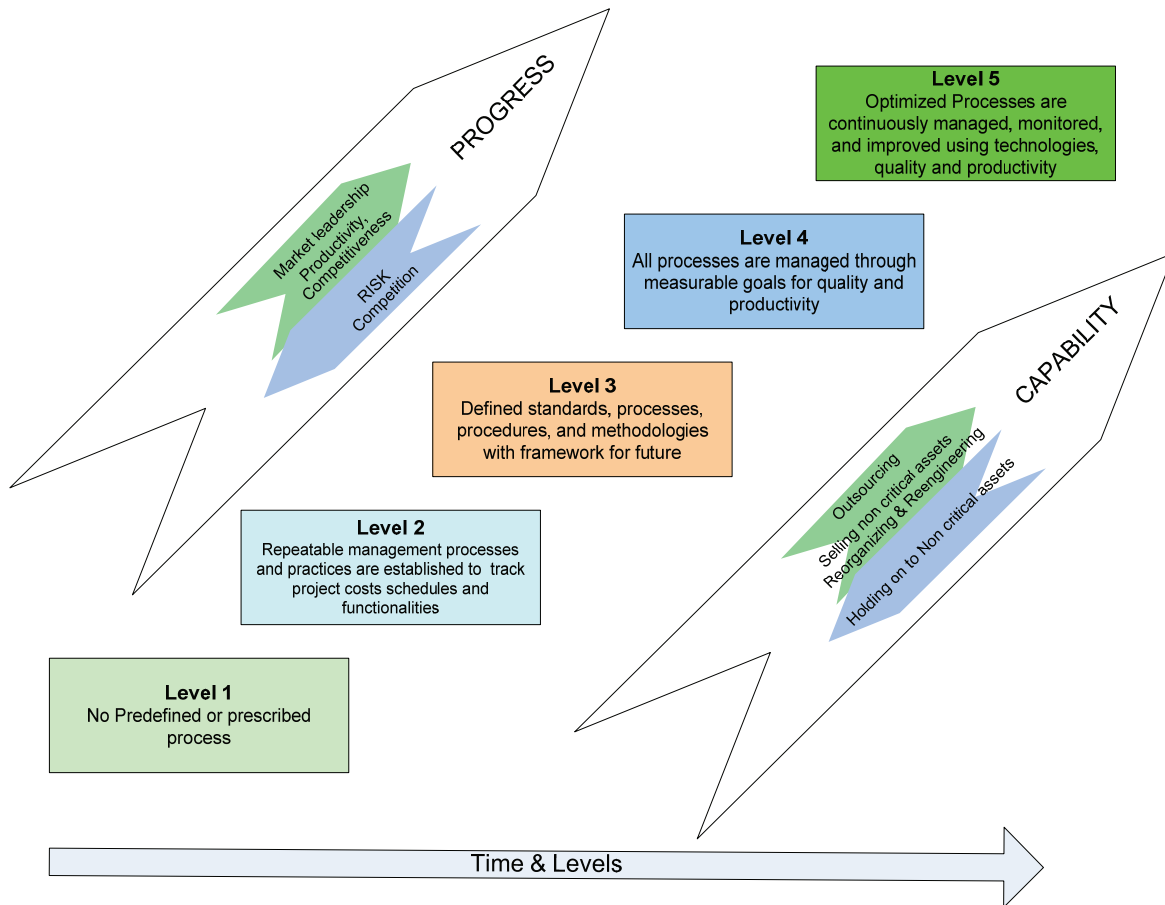 PROGRESS
Market leadership
Productivity,
Competitiveness
RISK
Competition
Level 5
Optimized Processes are
continuously managed, monitored,
and improved using technologies,
quality and productivity
Level 4
All processes are managed through
measurable goals for quality and
productivity
Level 3
Defined standards, processes,
procedures, and methodologies
with framework for future
Level 2
Repeatable management processes
and practices are established to track
project costs schedules and
functionalities
Level 1
No Predefined or prescribed
process
CAPABILITY
Outsourcing
Selling non critical assets
Reorganizing & Reengineering
Holding on to Non critical assets
Time & Levels